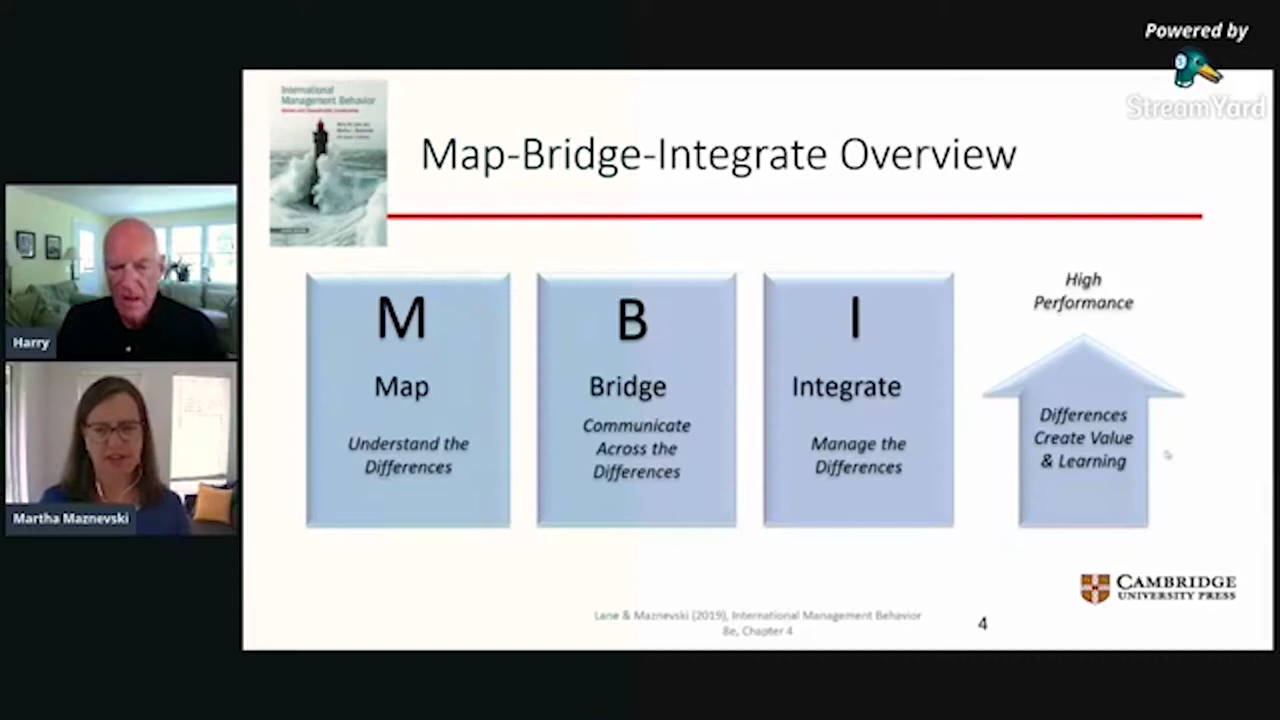 Powered by
StreamYard
International
Management Behavior
Map-Bridge-Integrate Overview
M
Map
Understand the
Differences
B
Bridge
Communicate
Across the
Differences
I
Integrate
Manage the
Differences
High
Performance
Differences
Create Value
& Learning
Harry
Martha Maznevski
CAMBRIDGE
UNIVERSITY PRESS
Lane & Maznevski (2019), International Management Behavior
8e, Chapter 4
4